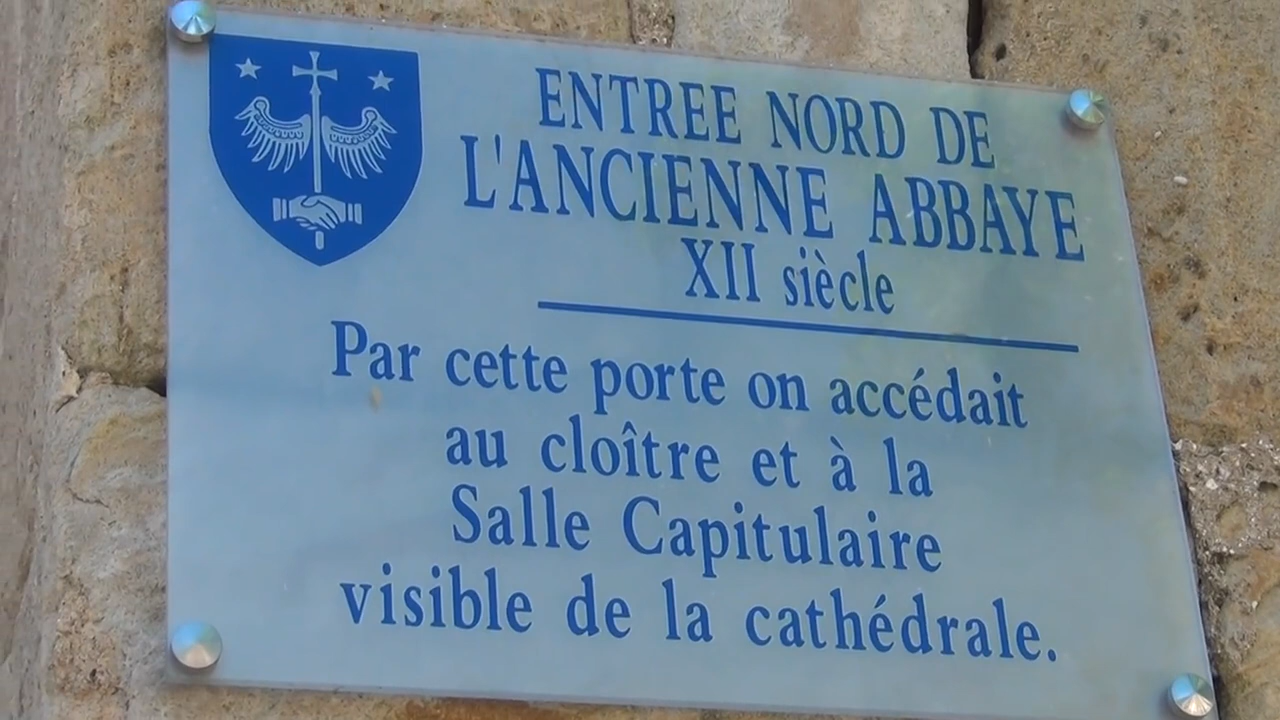 ENTREE NORD DE
L'ANCIENNE ABBAYE
XII siècle
Par cette porte on accédait
au cloître et à la
Salle Capitulaire
visible de la cathédrale.